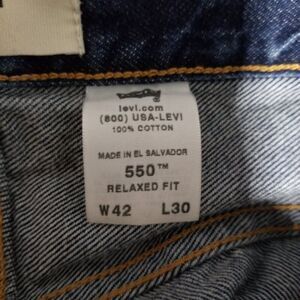 levi.com
(800) USA-LEVI
100% COTTON
MADE IN EL SALVADOR
550™
RELAXED FIT
W42 L30